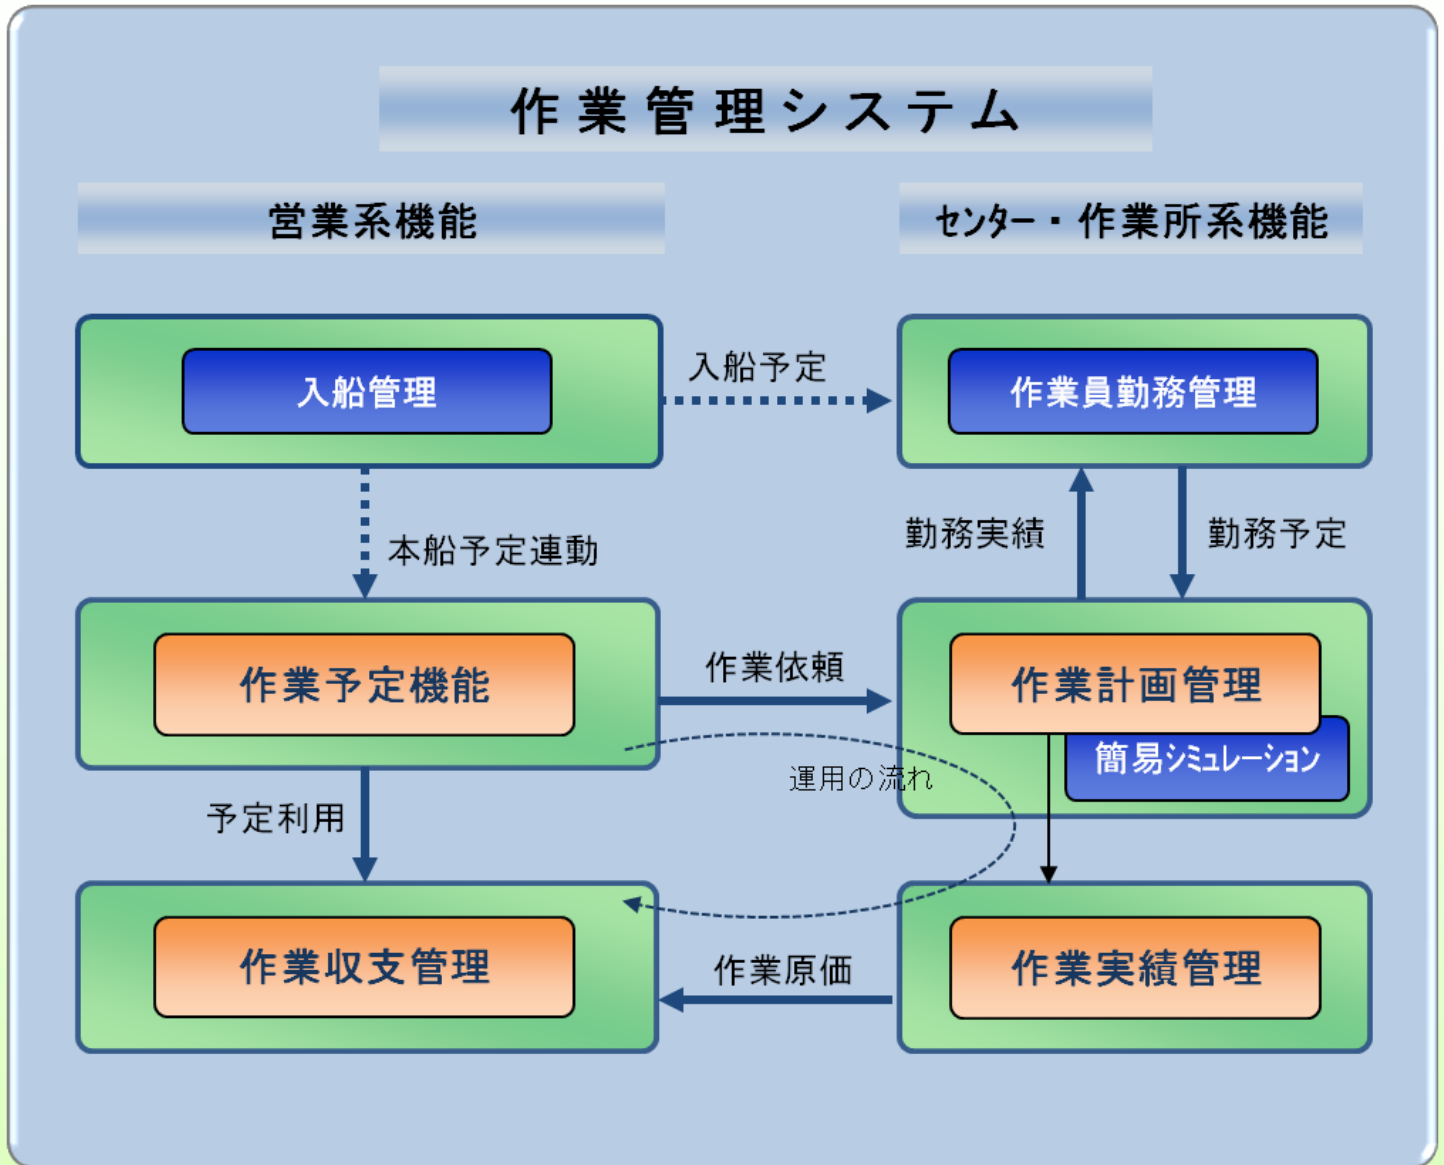 作業管理システム
営業系機能
センター・作業所系機能
入船管理
入船予定
作業員勤務管理
本船予定連動
勤務実績
勤務予定
作業予定機能
作業依頼
作業計画管理
簡易シミュレーション
運用の流れ
予定利用
作業収支管理
作業原価
作業実績管理